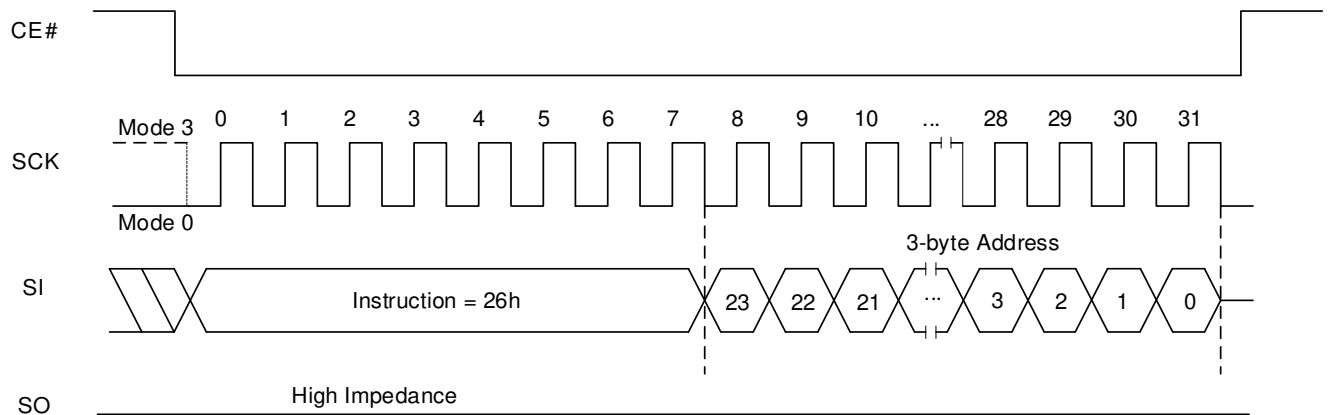 CE#
Mode 3
0 1 2 3 4 5 6 7 8 9 10 ... 28 29 30 31
SCK
Mode 0
3-byte Address
SI
Instruction = 26h
23 22 21 ... 3 2 1 0
High Impedance
SO